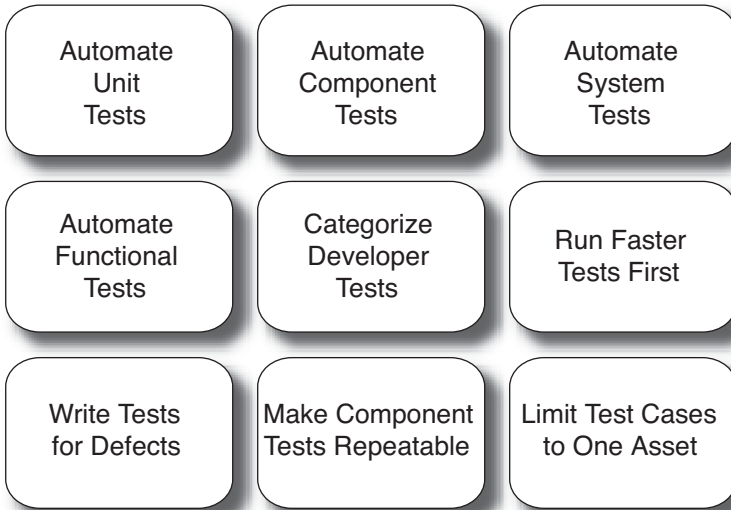 Automate
Unit
Tests
Automate
Component
Tests
Automate
System
Tests
Automate
Functional
Tests
Categorize
Developer
Tests
Run Faster
Tests First
Write Tests
for Defects
Make Component
Tests Repeatable
Limit Test Cases
to One Asset